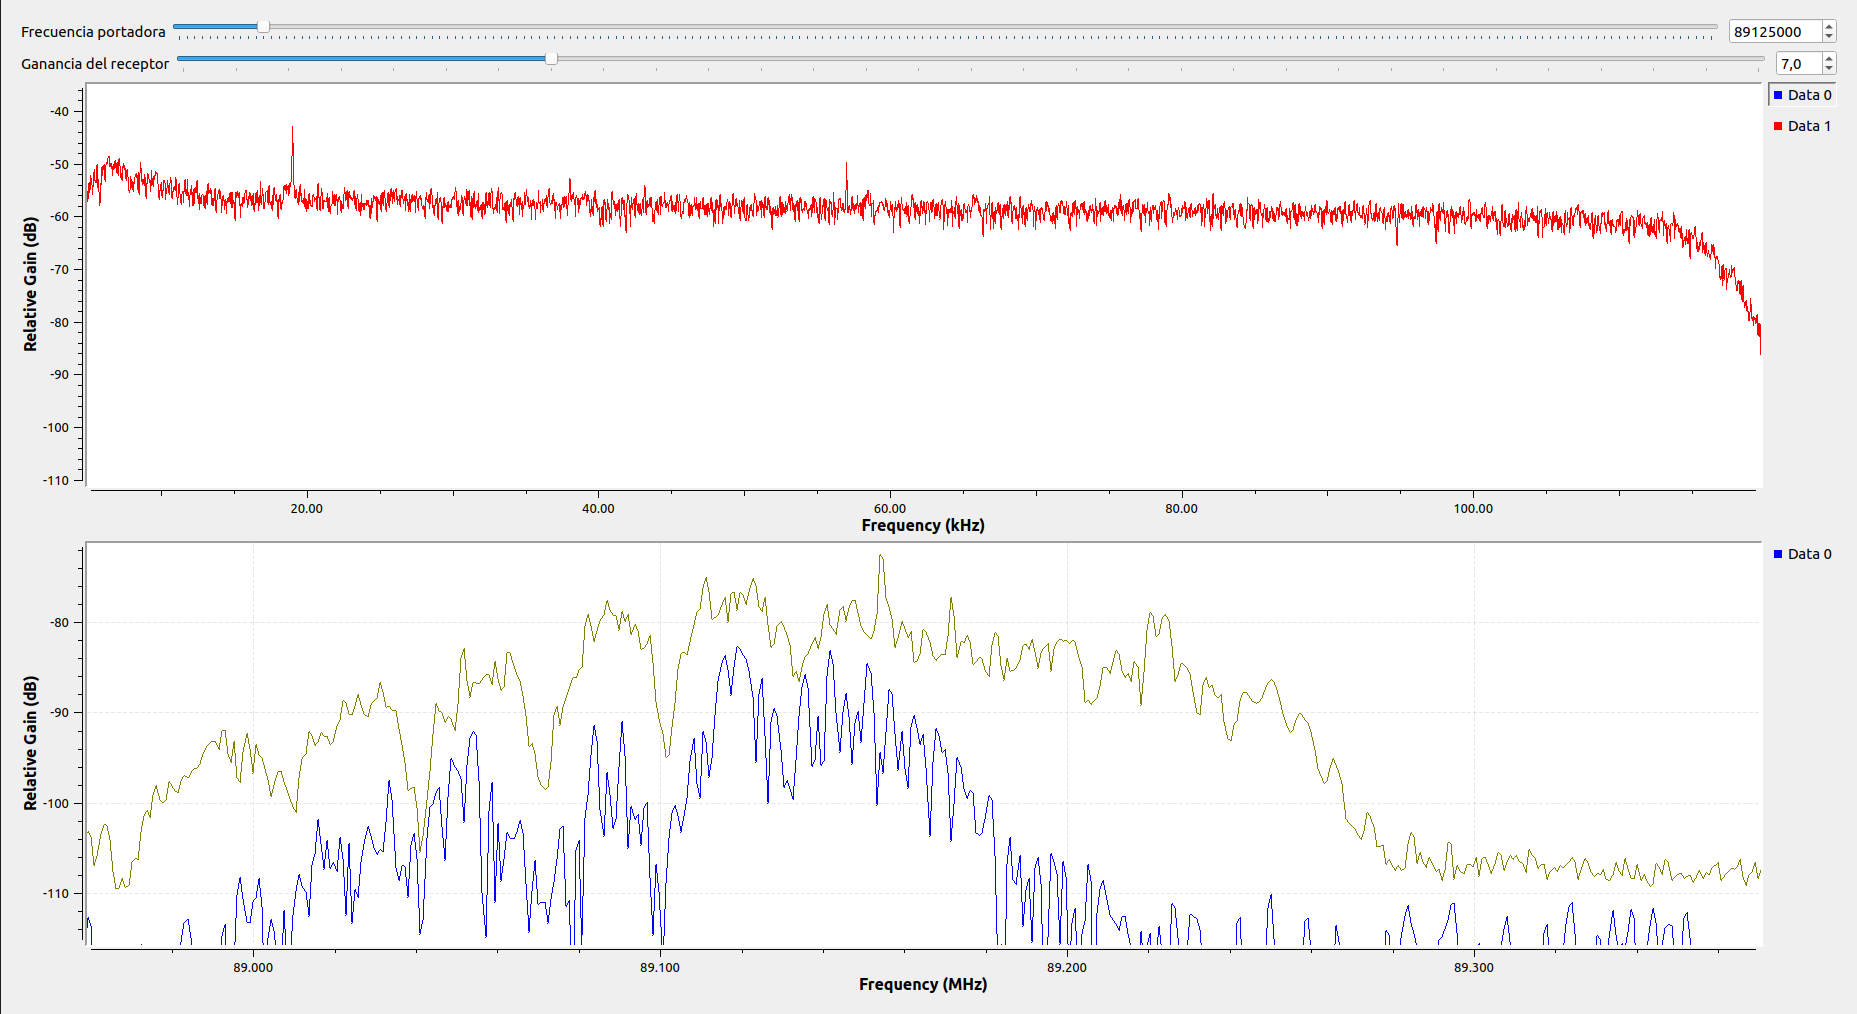 Frecuencia portadora 89125000
Ganancia del receptor 7,0
Data 0
Data 1
Relative Gain (dB)
-40
-50
-60
-70
-80
-90
-100
-110
20.00 40.00 60.00 80.00 100.00
Frequency (kHz)
Data 0
Relative Gain (dB)
-80
-90
-100
-110
89.000 89.100 89.200 89.300
Frequency (MHz)